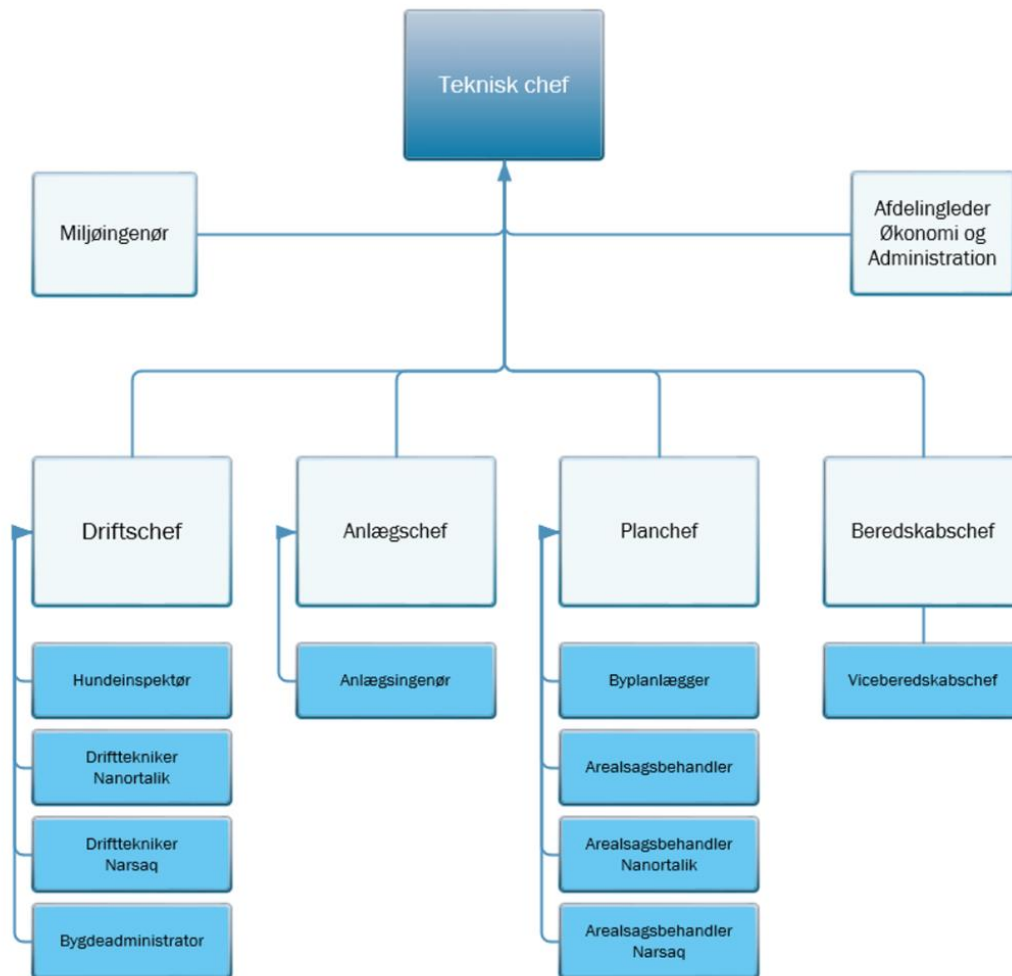 Teknisk chef
Miljøingenør
Afdelingleder
Økonomi og
Administration
Driftschef
Anlægschef
Planchef
Beredskabschef
Hundeinspektør
Anlægsingenør
Byplanlægger
Viceberedskabschef
Drifttekniker
Nanortalik
Arealsagsbehandler
Drifttekniker
Narsaq
Arealsagsbehandler
Nanortalik
Bygdeadministrator
Arealsagsbehandler
Narsaq